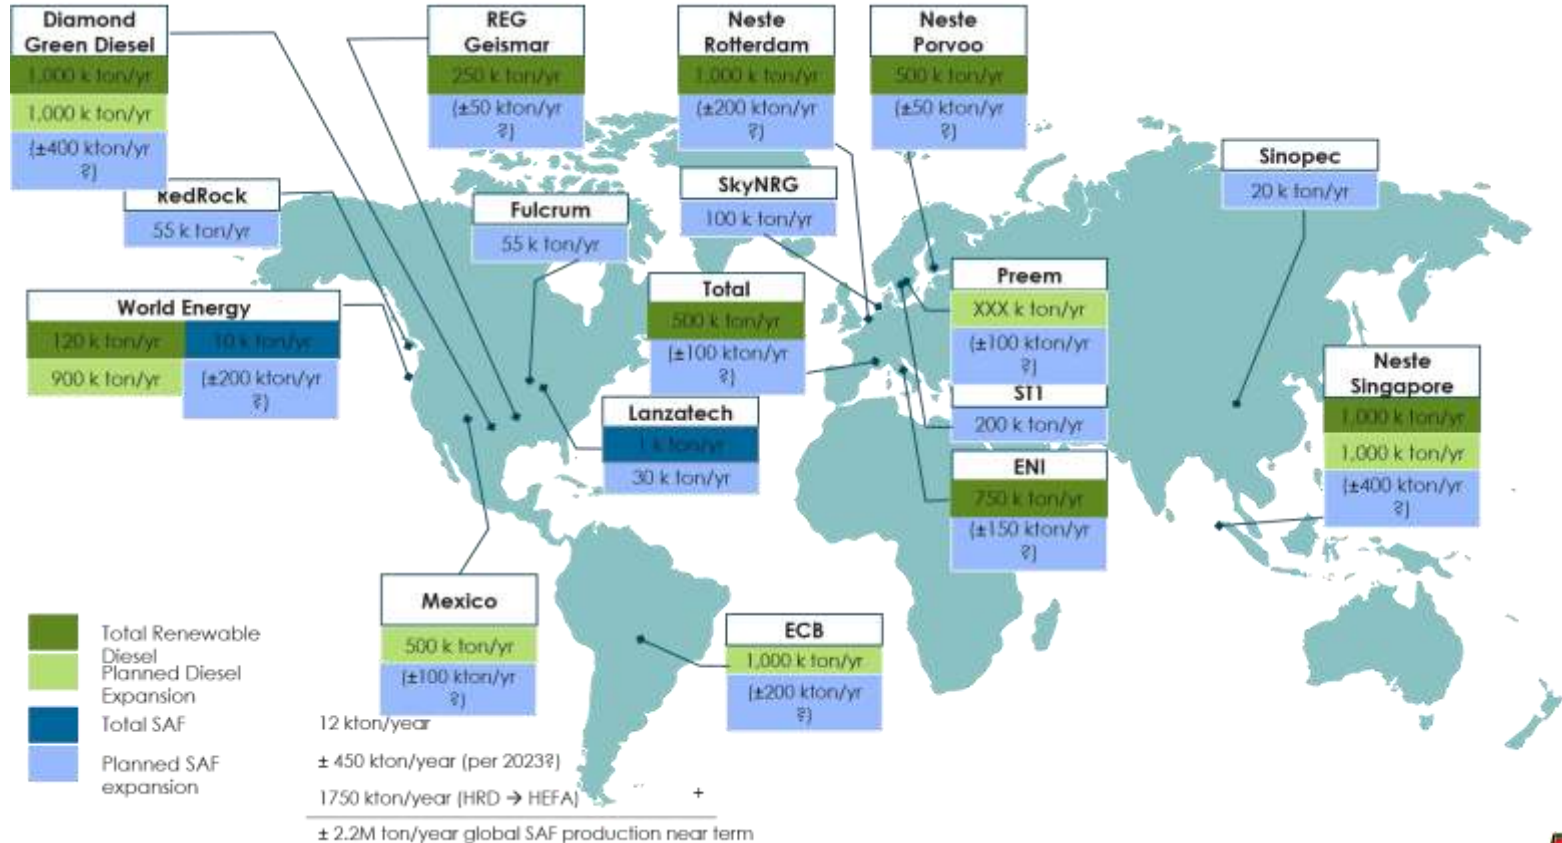 Diamond
Green Diesel
1,000 k ton/yr
1,000 k ton/yr
(±400 kton/yr
?)
REG
Geismar
250 k ton/yr
(±50 kton/yr
?)
Neste
Rotterdam
1,000 k ton/yr
(±200 kton/yr
?)
Neste
Porvoo
500 k ton/yr
(±50 kton/yr
?)
Sinopec
20 k ton/yr
RedRock
55 k ton/yr
Fulcrum
55 k ton/yr
SkyNRG
100 k ton/yr
World Energy
120 k ton/yr
10 k ton/yr
900 k ton/yr
(±200 kton/yr
?)
Total
500 k ton/yr
(±100 kton/yr
?)
Preem
XXX k ton/yr
(±100 kton/yr
?)
ST1
200 k ton/yr
Neste
Singapore
1,000 k ton/yr
1,000 k ton/yr
(±400 kton/yr
?)
Lanzatech
1 k ton/yr
30 k ton/yr
ENI
750 k ton/yr
(±150 kton/yr
?)
Mexico
500 k ton/yr
(±100 kton/yr
?)
ECB
1,000 k ton/yr
(±200 kton/yr
?)
Total Renewable
Diesel
Planned Diesel
Expansion
Total SAF
12 kton/year
Planned SAF
expansion
± 450 kton/year (per 2023?)
1750 kton/year (HRD → HEFA)
+
± 2.2M ton/year global SAF production near term